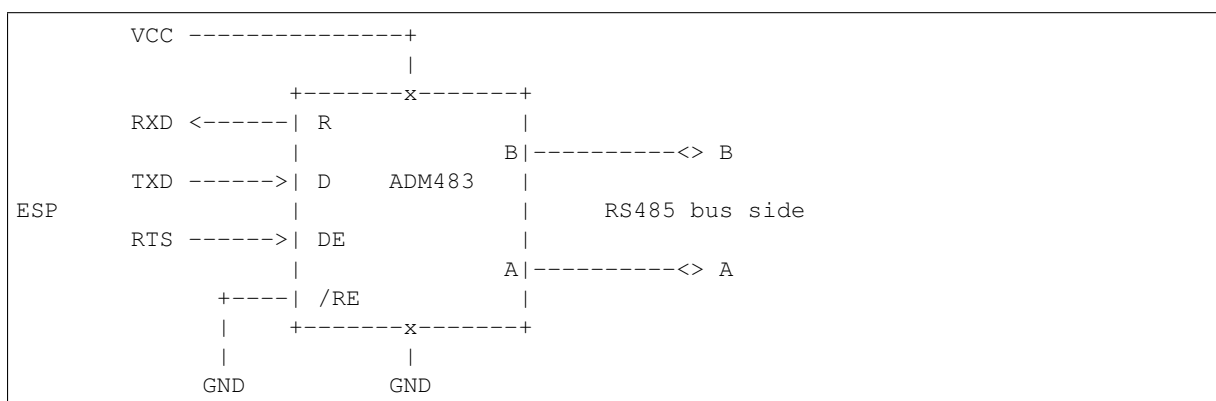 VCC ---------------+
|
+-------x-------+
RXD <------| R |
| B|----------<> B
TXD ------>| D ADM483 |
ESP | | RS485 bus side
RTS ------>| DE |
| A|----------<> A
+----| /RE |
| +-------x-------+
| |
GND GND